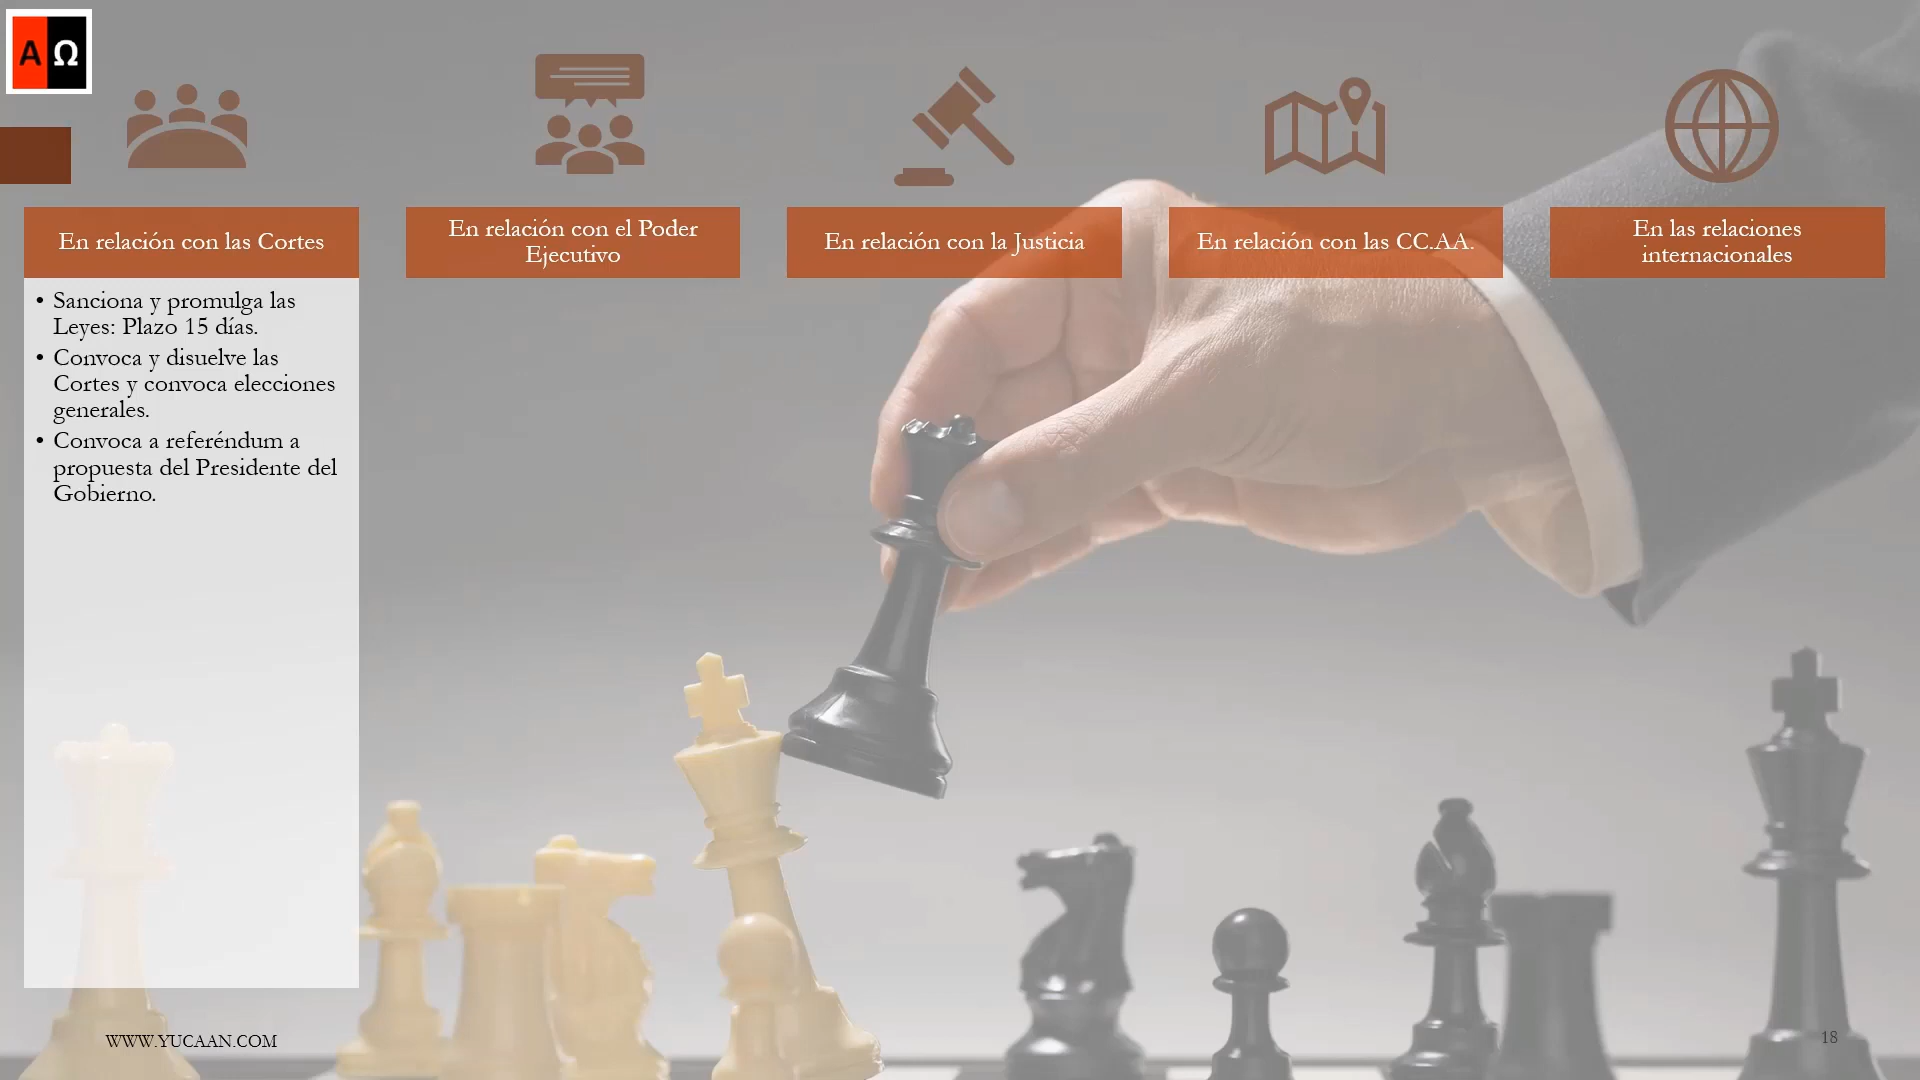 ΑΩ
En relación con las Cortes
En relación con el Poder
Ejecutivo
En relación con la Justicia
En relación con las CC.AA.
En las relaciones
internacionales
• Sanciona y promulga las
Leyes: Plazo 15 días.
• Convoca y disuelve las
Cortes y convoca elecciones
generales.
• Convoca a referéndum a
propuesta del Presidente del
Gobierno.
WWW.YUCAAN.COM
18